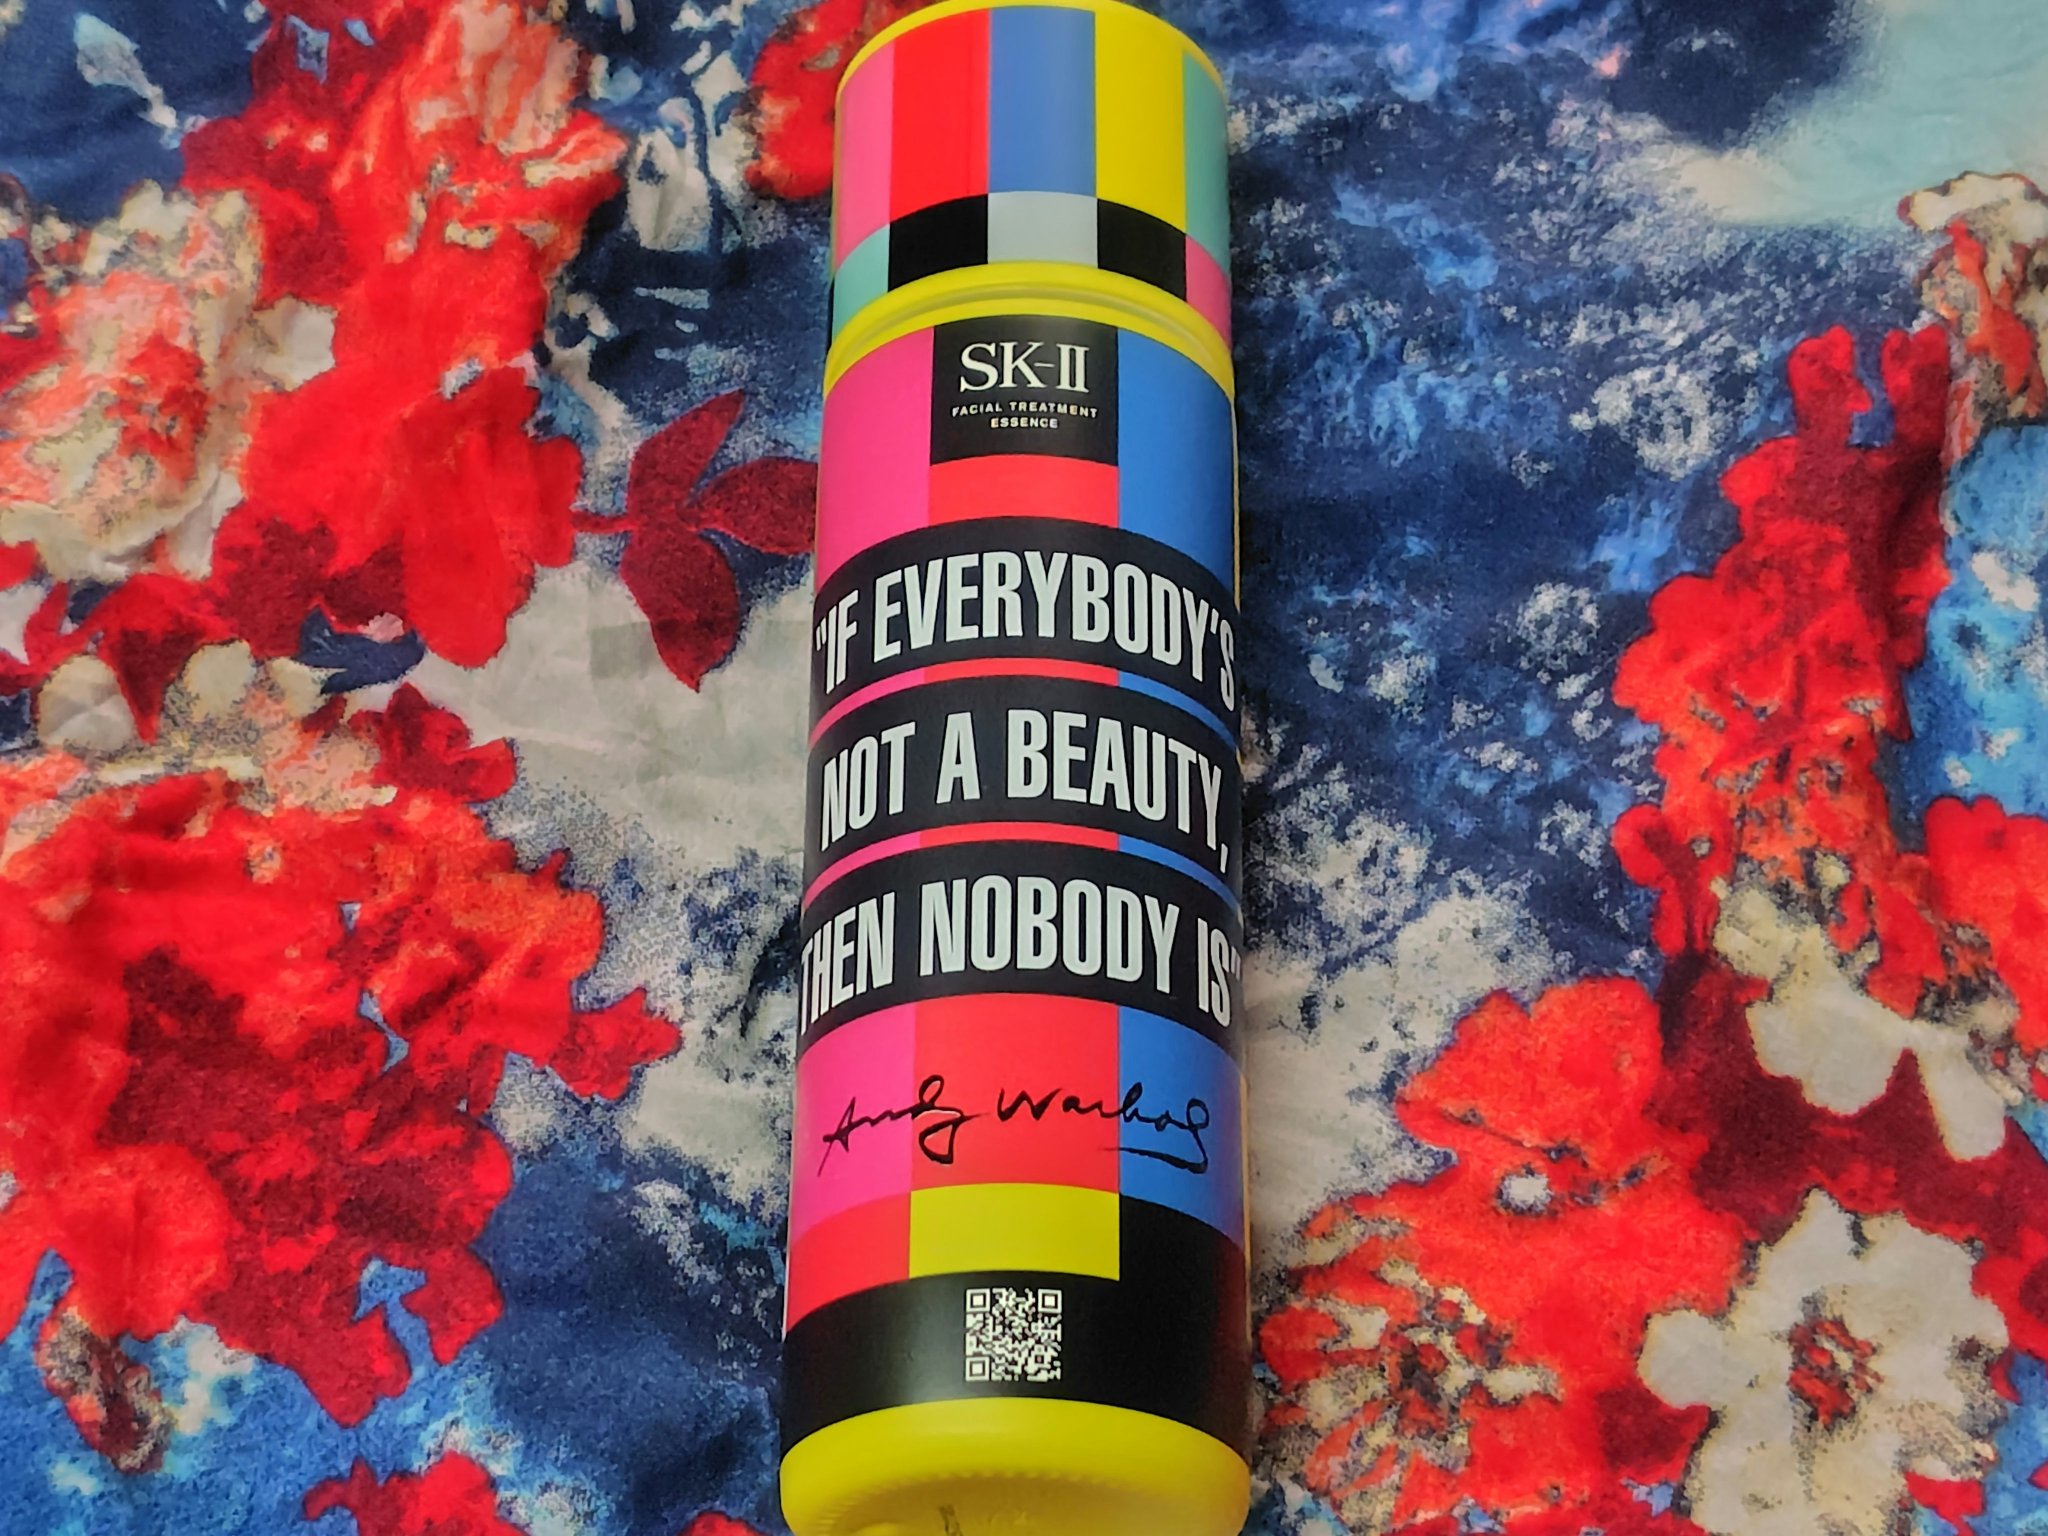 SK-II
FACIAL TREATMENT
ESSENCE
"IF EVERYBODY'S
NOT A BEAUTY,
THEN NOBODY IS"
Andy Warhol